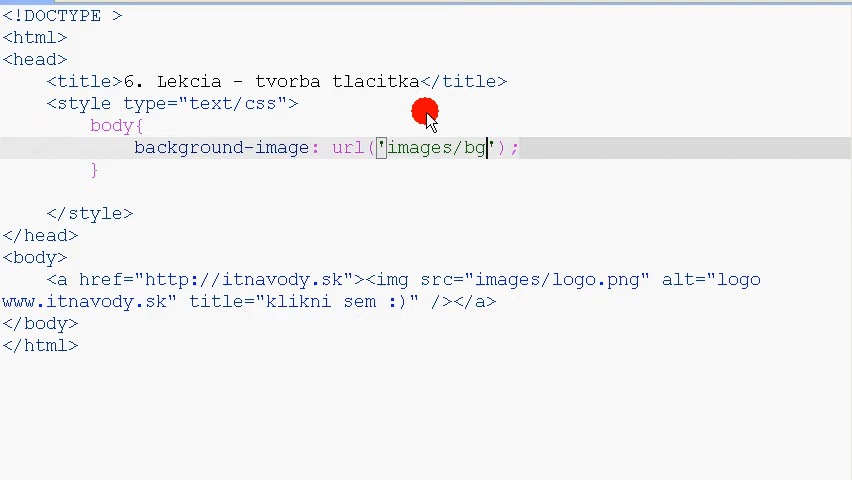 <!DOCTYPE >
<html>
<head>
    <title>6. Lekcia - tvorba tlacitka</title>
    <style type="text/css">
        body{
            background-image: url('images/bg');
        }
    </style>
</head>
<body>
    <a href="http://itnavody.sk"><img src="images/logo.png" alt="logo
www.itnavody.sk" title="klikni sem :)" /></a>
</body>
</html>